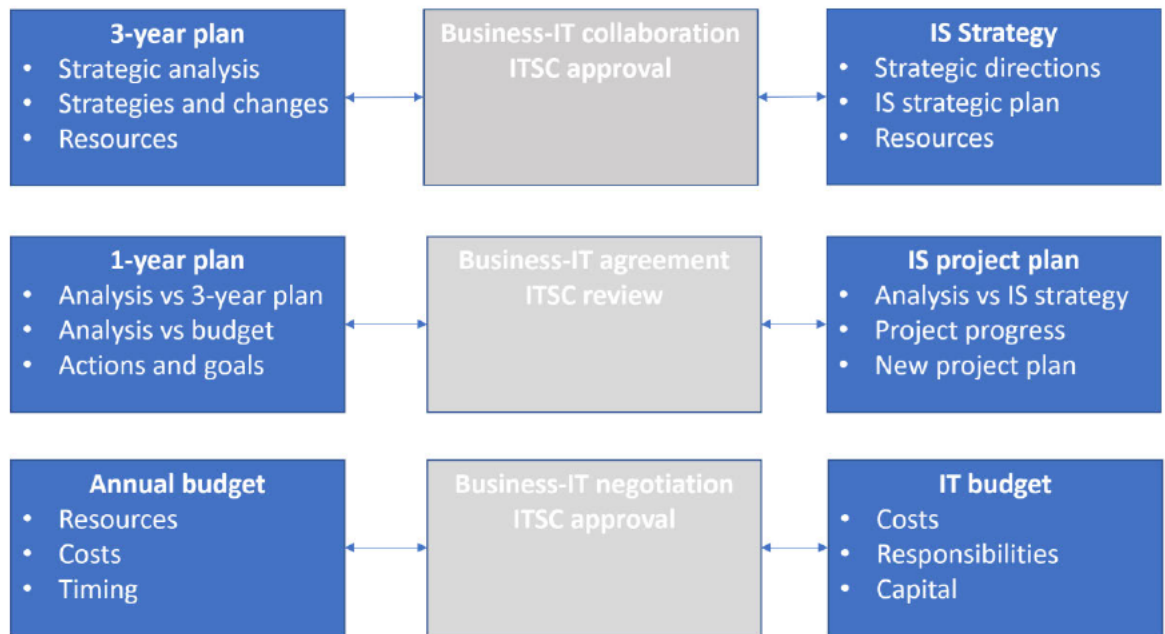 3-year plan
• Strategic analysis
• Strategies and changes
• Resources
Business-IT collaboration
ITSC approval
IS Strategy
• Strategic directions
• IS strategic plan
• Resources
1-year plan
• Analysis vs 3-year plan
• Analysis vs budget
• Actions and goals
Business-IT agreement
ITSC review
IS project plan
• Analysis vs IS strategy
• Project progress
• New project plan
Annual budget
• Resources
• Costs
• Timing
Business-IT negotiation
ITSC approval
IT budget
• Costs
• Responsibilities
• Capital